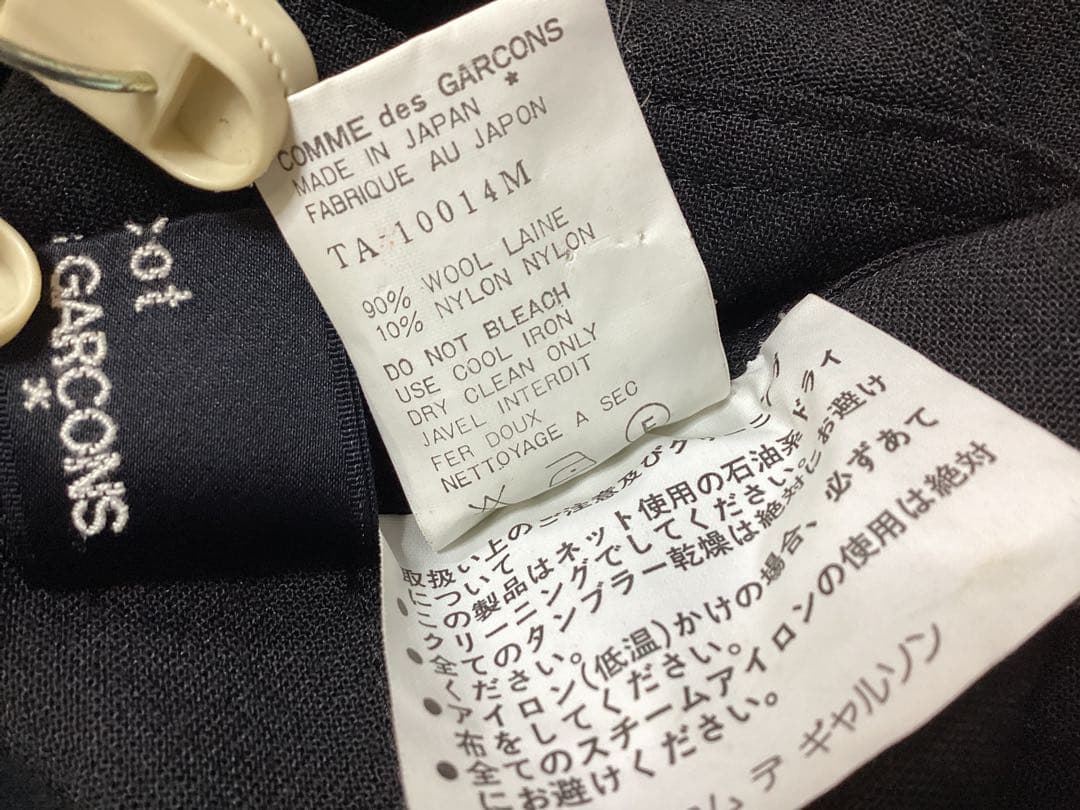 COMME des GARCONS *
MADE IN JAPAN
FABRIQUE AU JAPON
TA-10014M
90% WOOL LAINE
10% NYLON NYLON
DO NOT BLEACH
USE COOL IRON
DRY CLEAN ONLY
JAVEL INTERDIT
FER DOUX
NETTOYAGE A SEC
F
GARCONS
*
取扱い上のご注意及びク
について
●この製品はネット使用の石油系ドライ
クリーニングでしてください。
●全てのタンブラー乾燥は絶対にお避け
ください。
●アイロン(低温)かけの場合、必ずあて
布をしてください。
●全てのスチームアイロンの使用は絶対
にお避けください。
デ ギャルソン